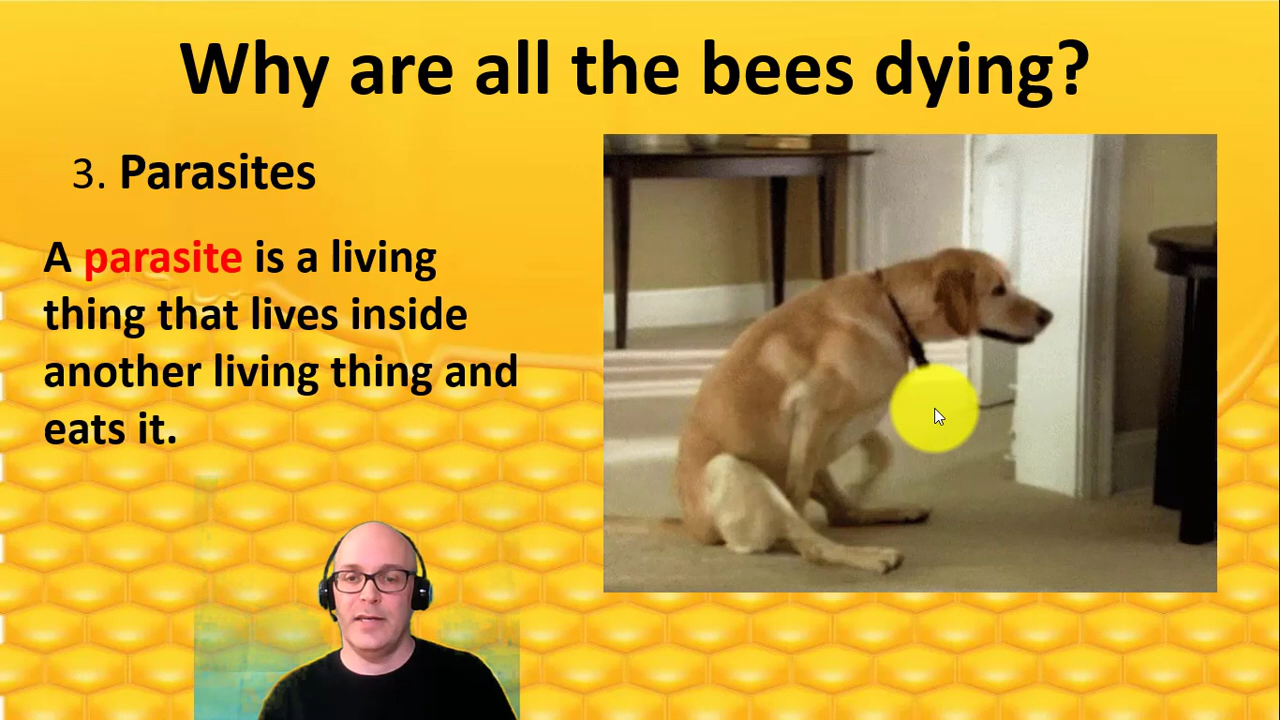 Why are all the bees dying?
3. Parasites
A parasite is a living
thing that lives inside
another living thing and
eats it.